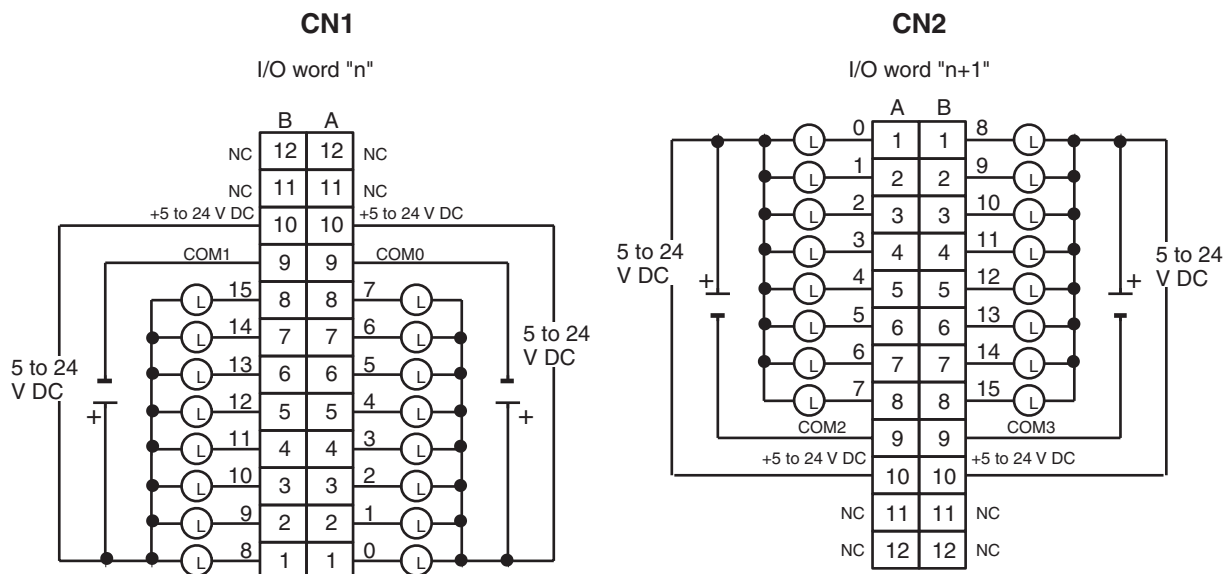 CN1
I/O word "n"
B A
NC 12 12 NC
NC 11 11 NC
+5 to 24 V DC 10 10 +5 to 24 V DC
COM1 9 9 COM0
L 15 8 8 7 L
L 14 7 7 6 L
L 13 6 6 5 L
L 12 5 5 4 L
L 11 4 4 3 L
L 10 3 3 2 L
L 9 2 2 1 L
L 8 1 1 0 L
5 to 24
V DC
+
5 to 24
V DC
+
CN2
I/O word "n+1"
A B
L 0 1 1 8 L
L 1 2 2 9 L
L 2 3 3 10 L
L 3 4 4 11 L
L 4 5 5 12 L
L 5 6 6 13 L
L 6 7 7 14 L
L 7 8 8 15 L
COM2 9 9 COM3
+5 to 24 V DC 10 10 +5 to 24 V DC
NC 11 11 NC
NC 12 12 NC
5 to 24
V DC
+
5 to 24
V DC
+